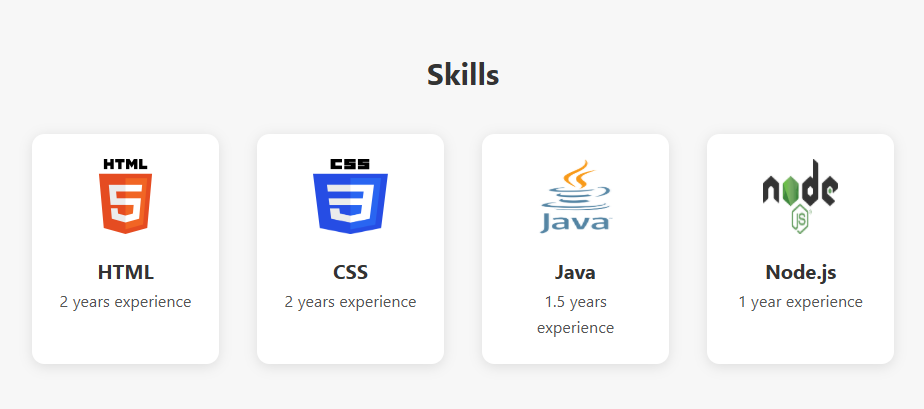 Skills
HTML
5
CSS
3
Java
node
JS
HTML
2 years experience
CSS
2 years experience
Java
1.5 years
experience
Node.js
1 year experience